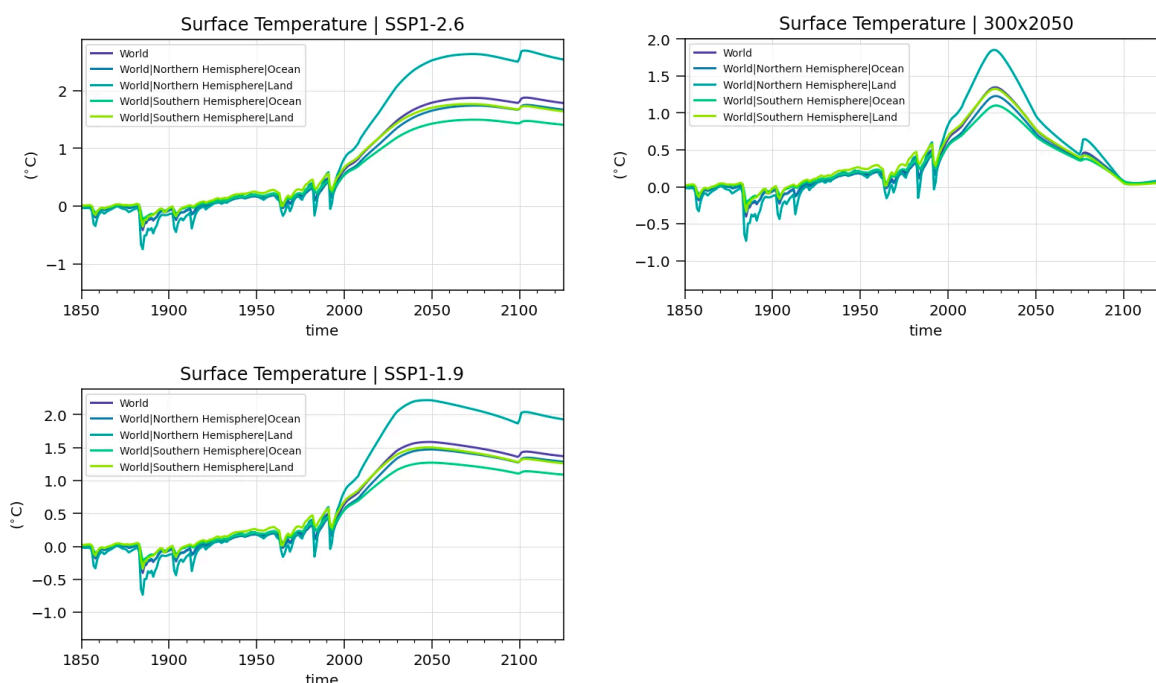 Surface Temperature | SSP1-2.6
World
World|Northern Hemisphere|Ocean
World|Northern Hemisphere|Land
World|Southern Hemisphere|Ocean
World|Southern Hemisphere|Land
2
1
0
−1
(°C)
1850 1900 1950 2000 2050 2100
time
Surface Temperature | 300x2050
World
World|Northern Hemisphere|Ocean
World|Northern Hemisphere|Land
World|Southern Hemisphere|Ocean
World|Southern Hemisphere|Land
2.0
1.5
1.0
0.5
0.0
−0.5
−1.0
(°C)
1850 1900 1950 2000 2050 2100
time
Surface Temperature | SSP1-1.9
World
World|Northern Hemisphere|Ocean
World|Northern Hemisphere|Land
World|Southern Hemisphere|Ocean
World|Southern Hemisphere|Land
2.0
1.5
1.0
0.5
0.0
−0.5
−1.0
(°C)
1850 1900 1950 2000 2050 2100
time